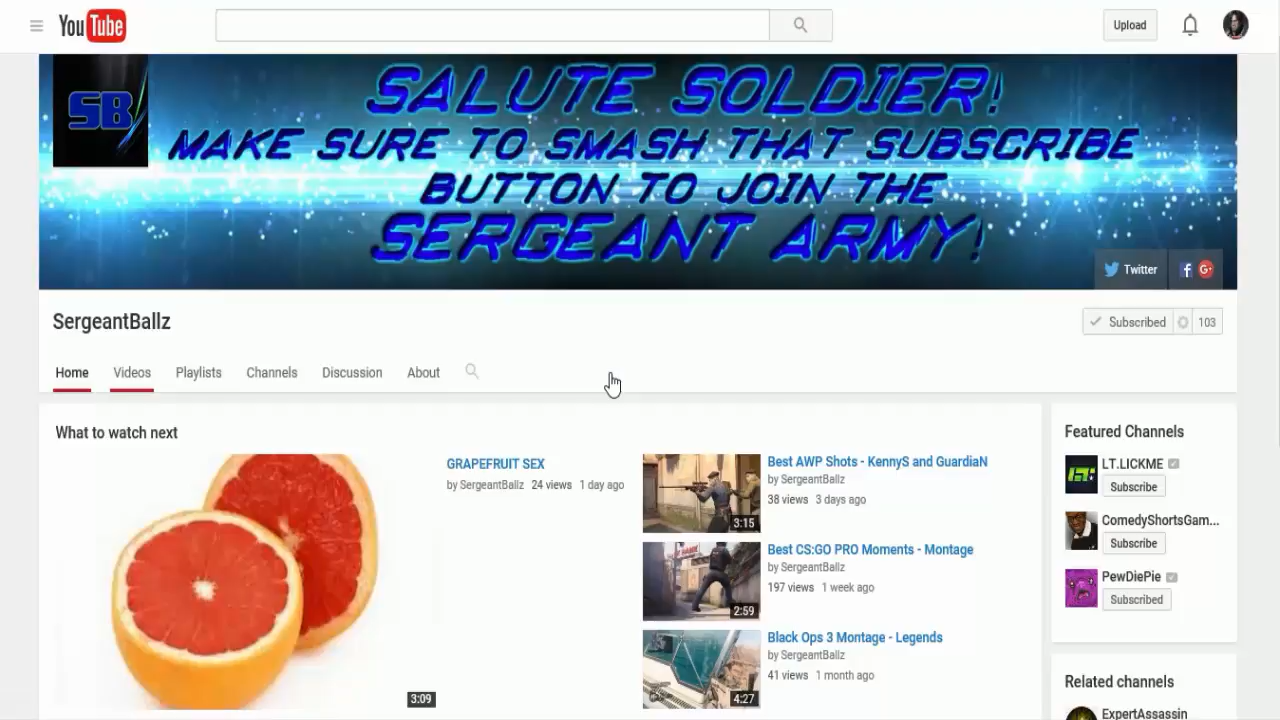 YouTube
Upload
SB
SALUTE SOLDIER!
MAKE SURE TO SMASH THAT SUBSCRIBE
BUTTON TO JOIN THE
SERGEANT ARMY!
Twitter
SergeantBallz
Subscribed 103
Home Videos Playlists Channels Discussion About
What to watch next
GRAPEFRUIT SEX
by SergeantBallz 24 views 1 day ago
3:09
Best AWP Shots - KennyS and GuardiaN
by SergeantBallz
38 views 3 days ago
3:15
Best CS:GO PRO Moments - Montage
by SergeantBallz
197 views 1 week ago
2:59
Black Ops 3 Montage - Legends
by SergeantBallz
41 views 1 month ago
4:27
Featured Channels
LT.LICKME
Subscribe
ComedyShortsGam...
Subscribe
PewDiePie
Subscribed
Related channels
ExpertAssassin